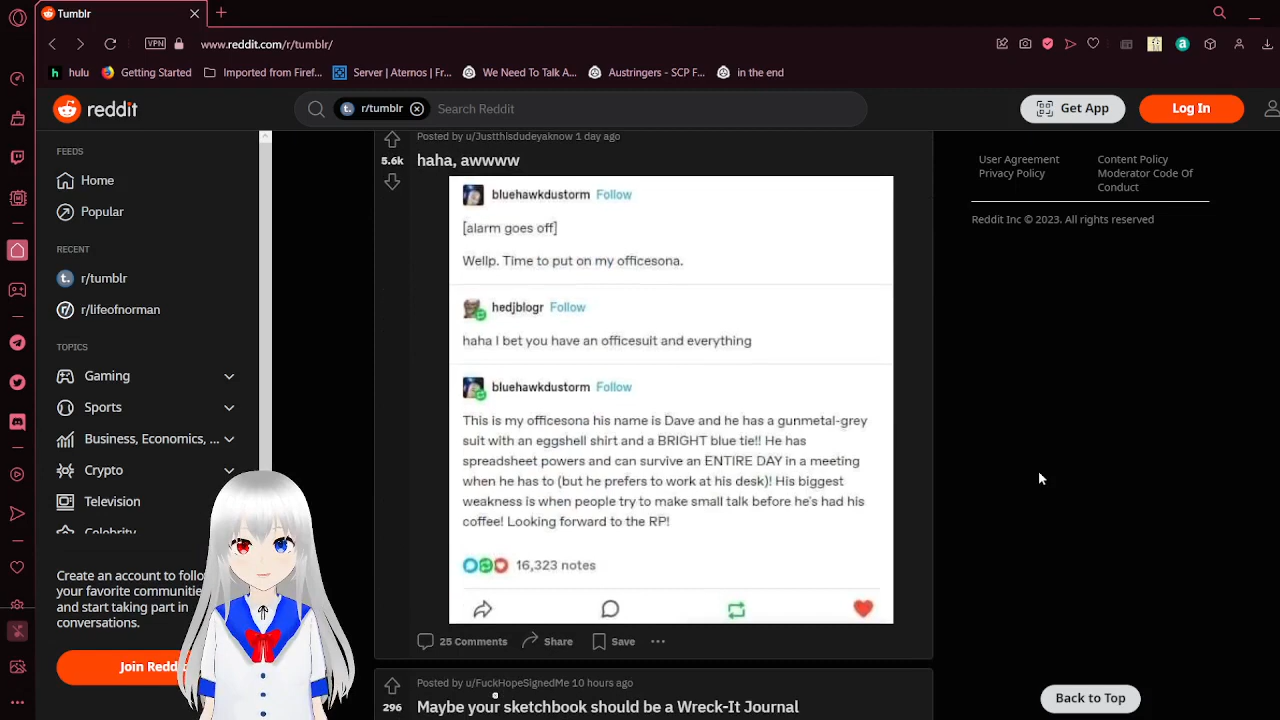 Tumblr
VPN
www.reddit.com/r/tumblr/
hulu
Getting Started
Imported from Firef...
Server | Aternos | Fr...
We Need To Talk A...
Austringers - SCP F...
in the end
reddit
r/tumblr
Search Reddit
Get App
Log In
FEEDS
Home
Popular
RECENT
r/tumblr
r/lifeofnorman
TOPICS
Gaming
Sports
Business, Economics, ...
Crypto
Television
Celebrity
Create an account to follo
your favorite communitie
and start taking part in
conversations.
Join Reddi
Posted by u/Justthisdudeyaknow 1 day ago
5.6k
haha, awwww
bluehawkdustorm Follow
[alarm goes off]
Wellp. Time to put on my officesona.
hedjblogr Follow
haha I bet you have an officesuit and everything
bluehawkdustorm Follow
This is my officesona his name is Dave and he has a gunmetal-grey
suit with an eggshell shirt and a BRIGHT blue tie!! He has
spreadsheet powers and can survive an ENTIRE DAY in a meeting
when he has to (but he prefers to work at his desk)! His biggest
weakness is when people try to make small talk before he's had his
coffee! Looking forward to the RP!
16,323 notes
25 Comments
Share
Save
Posted by u/FuckHopeSignedMe 10 hours ago
296
Maybe your sketchbook should be a Wreck-It Journal
User Agreement
Privacy Policy
Content Policy
Moderator Code Of
Conduct
Reddit Inc © 2023. All rights reserved
Back to Top